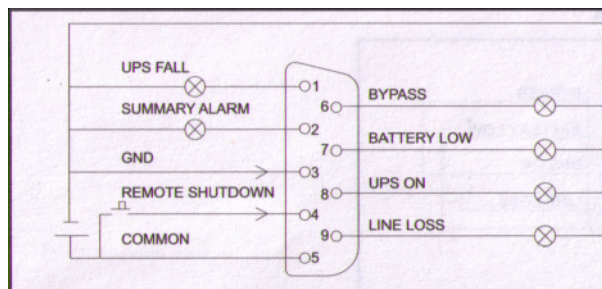 UPS FALL
1
6
BYPASS
SUMMARY ALARM
2
7
BATTERY LOW
GND
3
8
UPS ON
REMOTE SHUTDOWN
4
9
LINE LOSS
COMMON
5